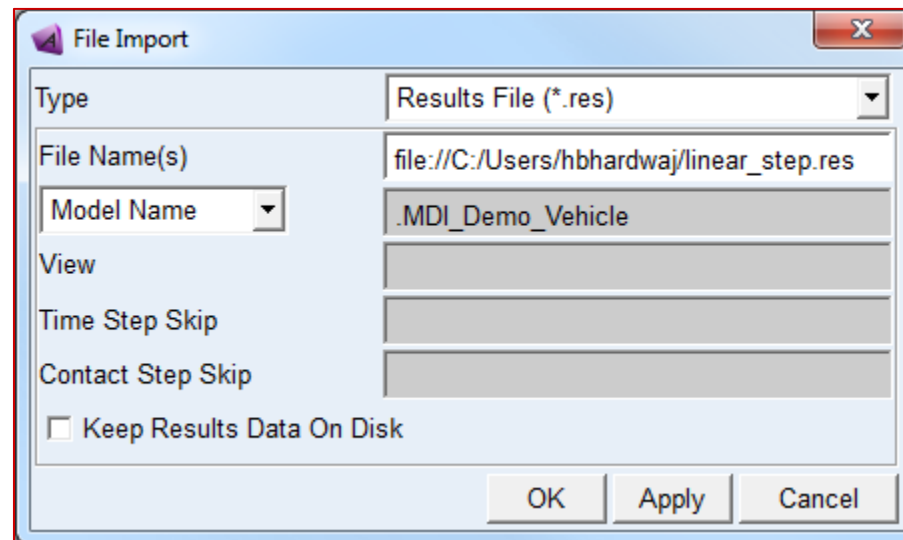 File Import
Type Results File (*.res)
File Name(s) file://C:/Users/hbhardwaj/linear_step.res
Model Name .MDI_Demo_Vehicle
View
Time Step Skip
Contact Step Skip
Keep Results Data On Disk
OK Apply Cancel